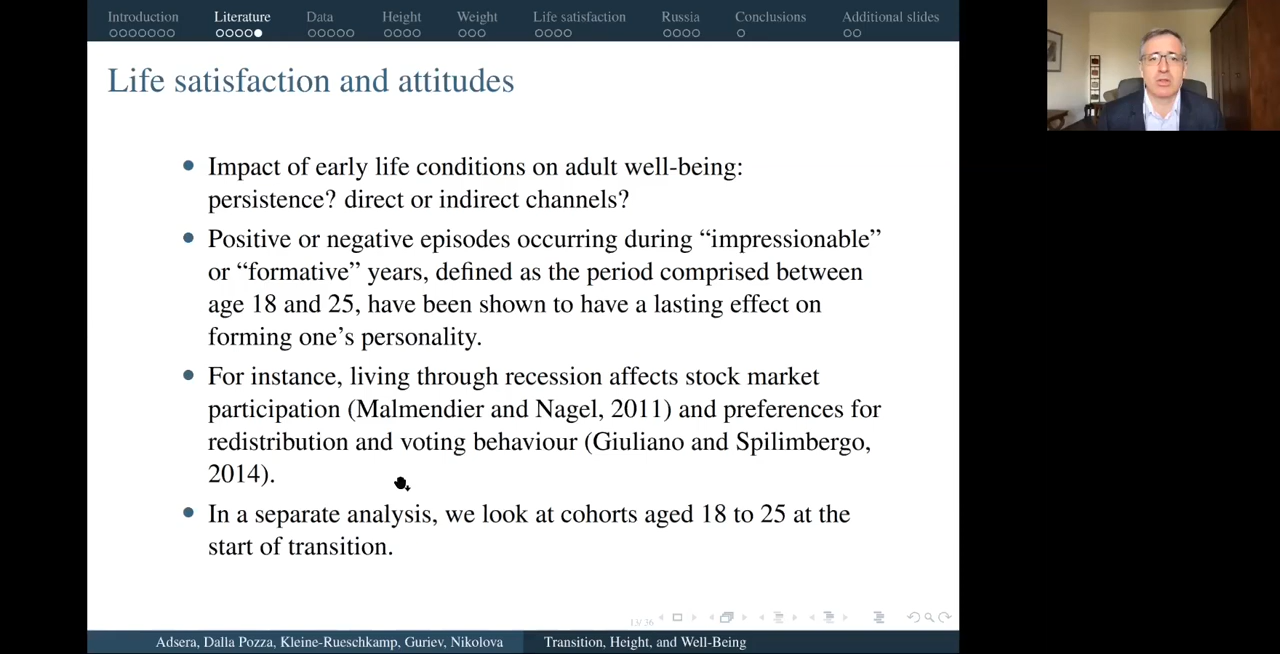 Introduction Literature Data Height Weight Life satisfaction Russia Conclusions Additional slides
Life satisfaction and attitudes
Impact of early life conditions on adult well-being:
persistence? direct or indirect channels?
Positive or negative episodes occurring during “impressionable”
or “formative” years, defined as the period comprised between
age 18 and 25, have been shown to have a lasting effect on
forming one’s personality.
For instance, living through recession affects stock market
participation (Malmendier and Nagel, 2011) and preferences for
redistribution and voting behaviour (Giuliano and Spilimbergo,
2014).
In a separate analysis, we look at cohorts aged 18 to 25 at the
start of transition.
13/36
Adsera, Dalla Pozza, Kleine-Rueschkamp, Guriev, Nikolova Transition, Height, and Well-Being